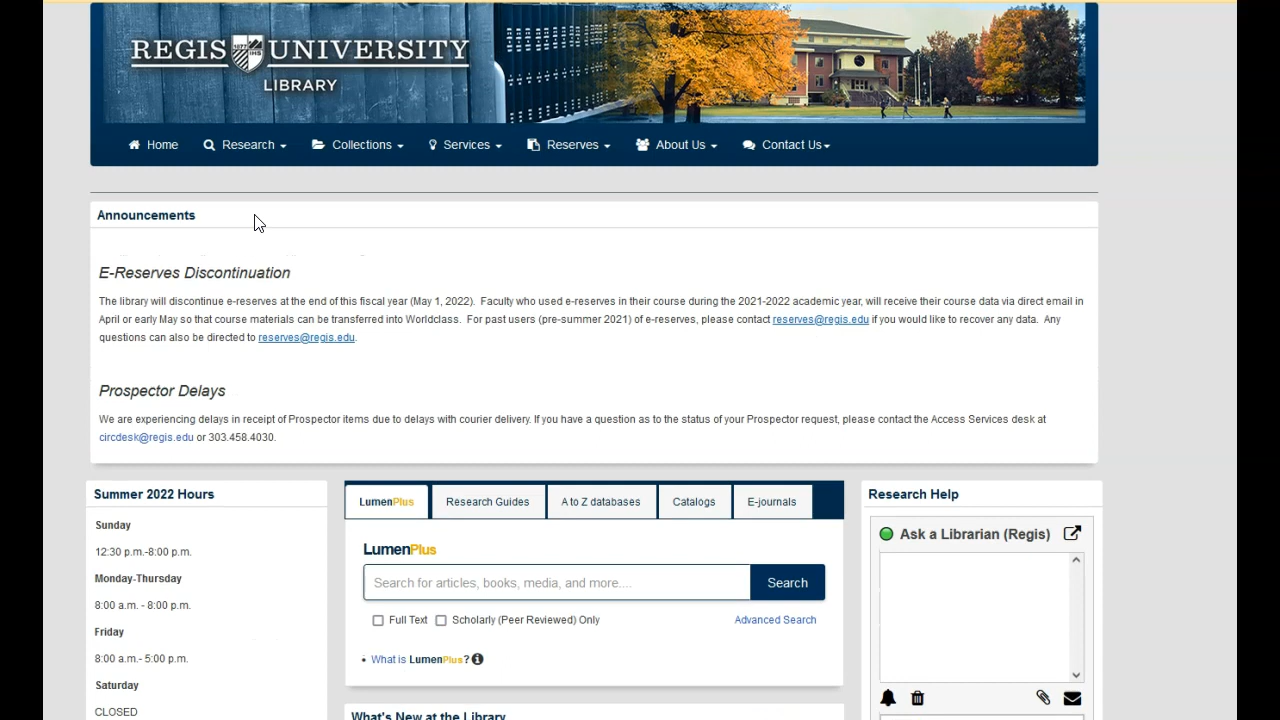 REGIS UNIVERSITY
LIBRARY
Home Research Collections Services Reserves About Us Contact Us
Announcements
E-Reserves Discontinuation
The library will discontinue e-reserves at the end of this fiscal year (May 1, 2022). Faculty who used e-reserves in their course during the 2021-2022 academic year, will receive their course data via direct email in
April or early May so that course materials can be transferred into Worldclass. For past users (pre-summer 2021) of e-reserves, please contact reserves@regis.edu if you would like to recover any data. Any
questions can also be directed to reserves@regis.edu.
Prospector Delays
We are experiencing delays in receipt of Prospector items due to delays with courier delivery. If you have a question as to the status of your Prospector request, please contact the Access Services desk at
circdesk@regis.edu or 303.458.4030.
Summer 2022 Hours
Sunday
12:30 p.m.-8:00 p.m.
Monday-Thursday
8:00 a.m. - 8:00 p.m.
Friday
8:00 a.m.- 5:00 p.m.
Saturday
CLOSED
LumenPlus Research Guides A to Z databases Catalogs E-journals
LumenPlus
Search for articles, books, media, and more.... Search
Full Text Scholarly (Peer Reviewed) Only Advanced Search
• What is LumenPlus?
What's New at the Library
Research Help
Ask a Librarian (Regis)